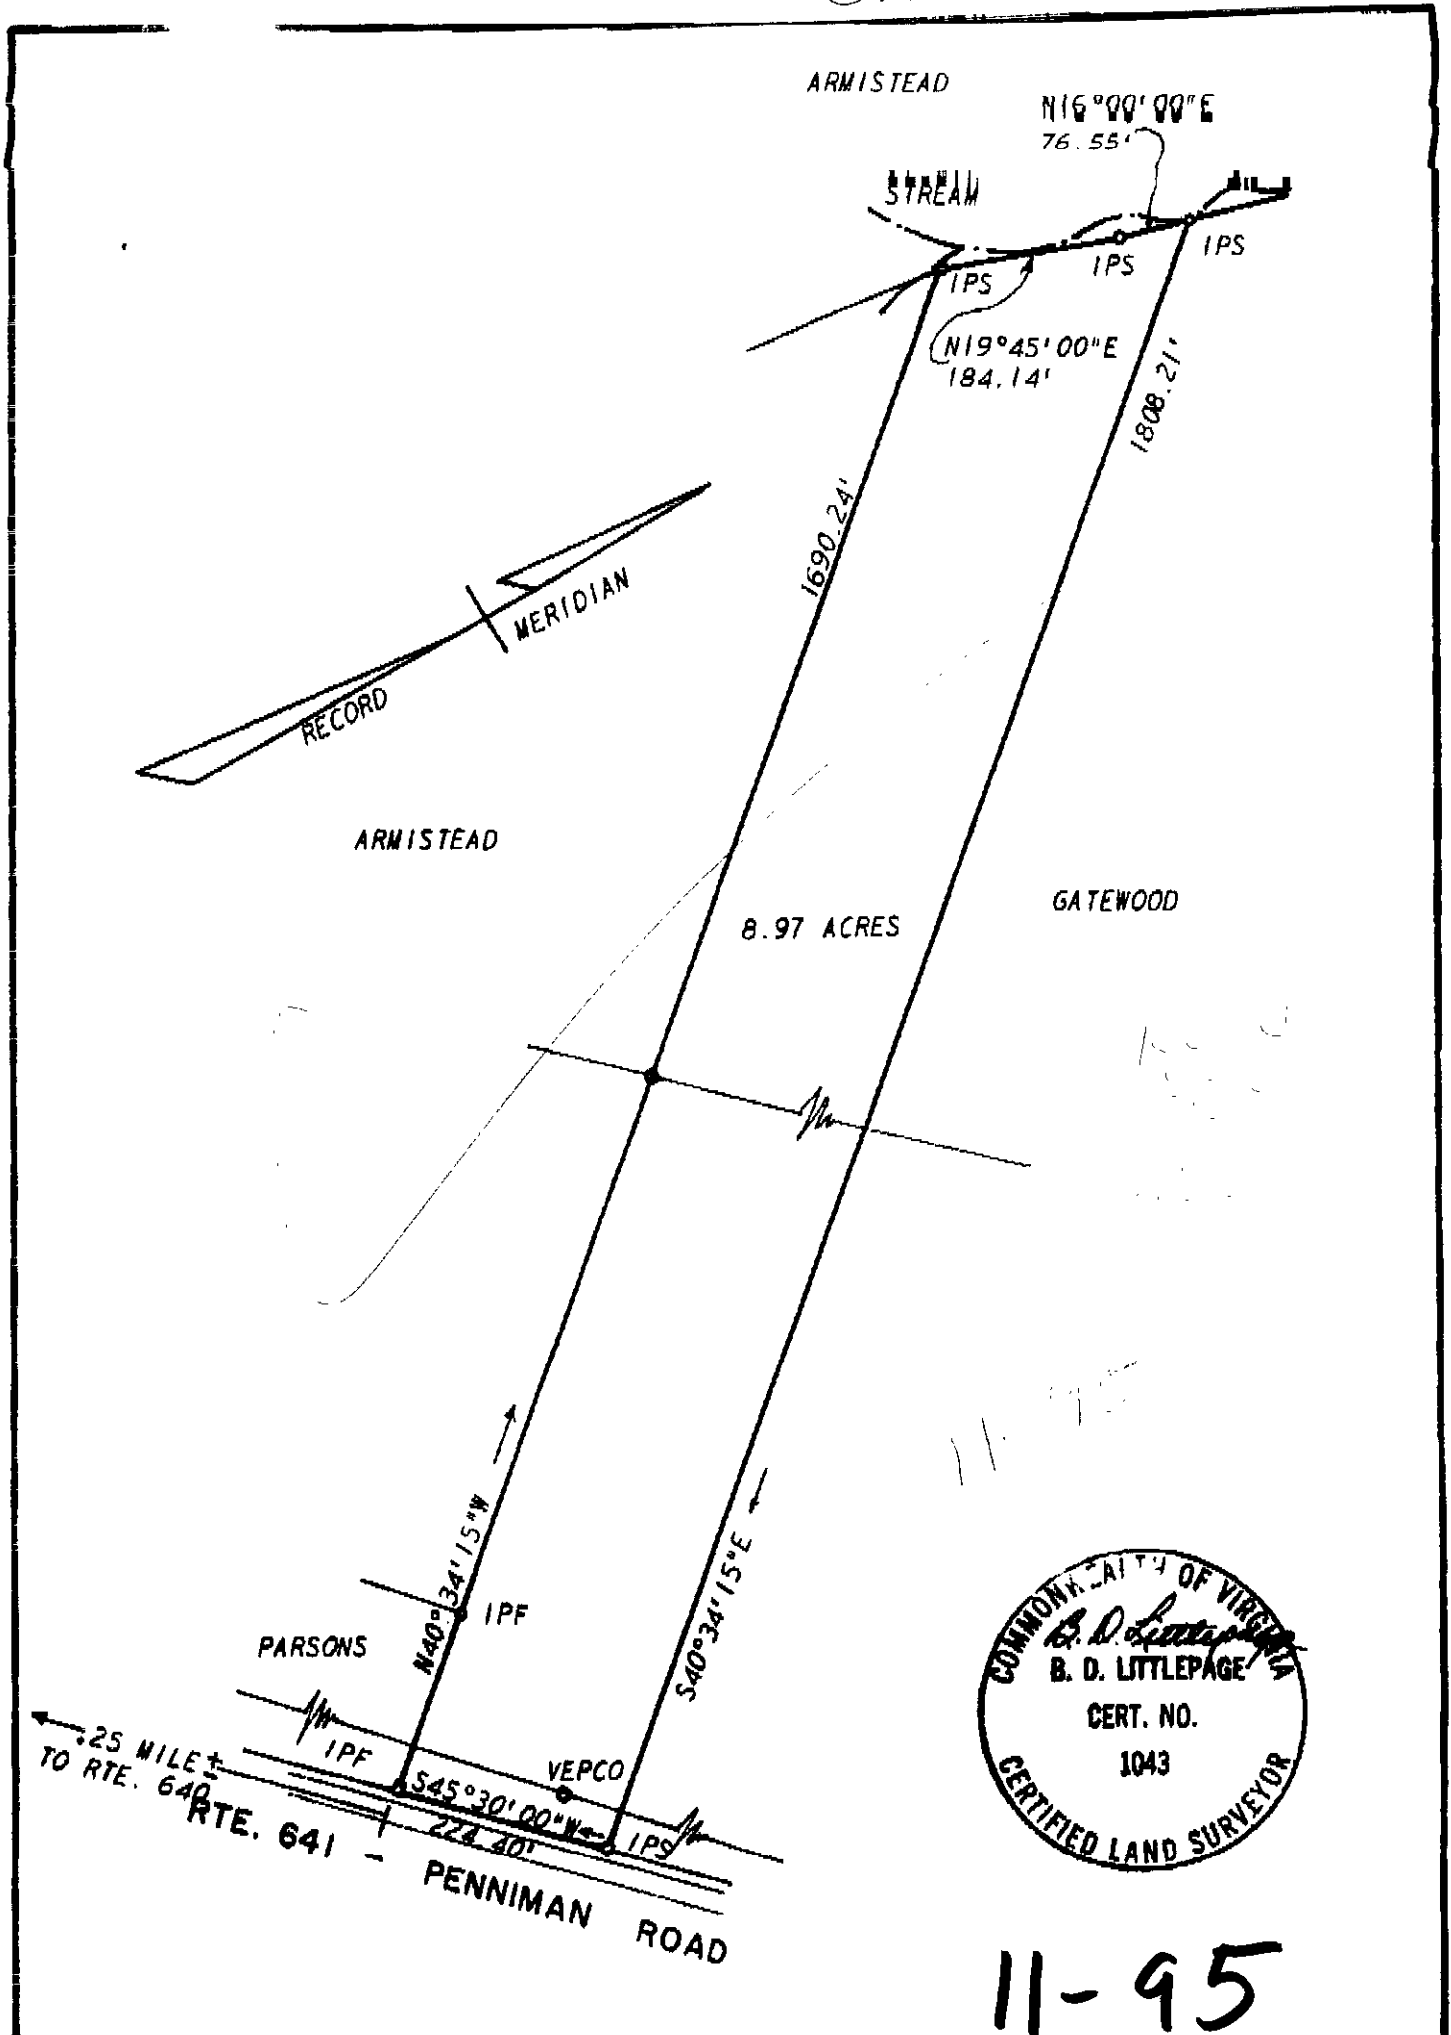 ARMISTEAD
N16°00'00"E
76.55'
STREAM
IPS
IPS
IPS
N19°45'00"E
184.14'
1808.21'
1690.24'
MERIDIAN
RECORD
ARMISTEAD
GATEWOOD
8.97 ACRES
N40°34'15"W
S40°34'15"E
IPF
PARSONS
COMMONWEALTH OF VIRGINIA
B. D. Littlepage
B. D. LITTLEPAGE
CERT. NO.
1043
CERTIFIED LAND SURVEYOR
.25 MILE ±
TO RTE. 640
IPF
VEPCO
S45°30'00"W
224.40'
IPS
RTE. 641 - PENNIMAN ROAD
11-95